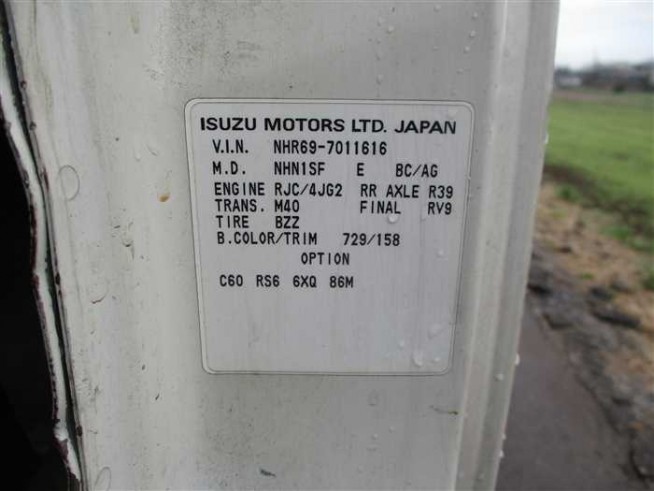 ISUZU MOTORS LTD. JAPAN
V.I.N. NHR69-7011616
M.D. NHN1SF E BC/AG
ENGINE RJC/4JG2 RR AXLE R39
TRANS. M40 FINAL RV9
TIRE BZZ
B.COLOR/TRIM 729/158
OPTION
C60 RS6 6XQ 86M